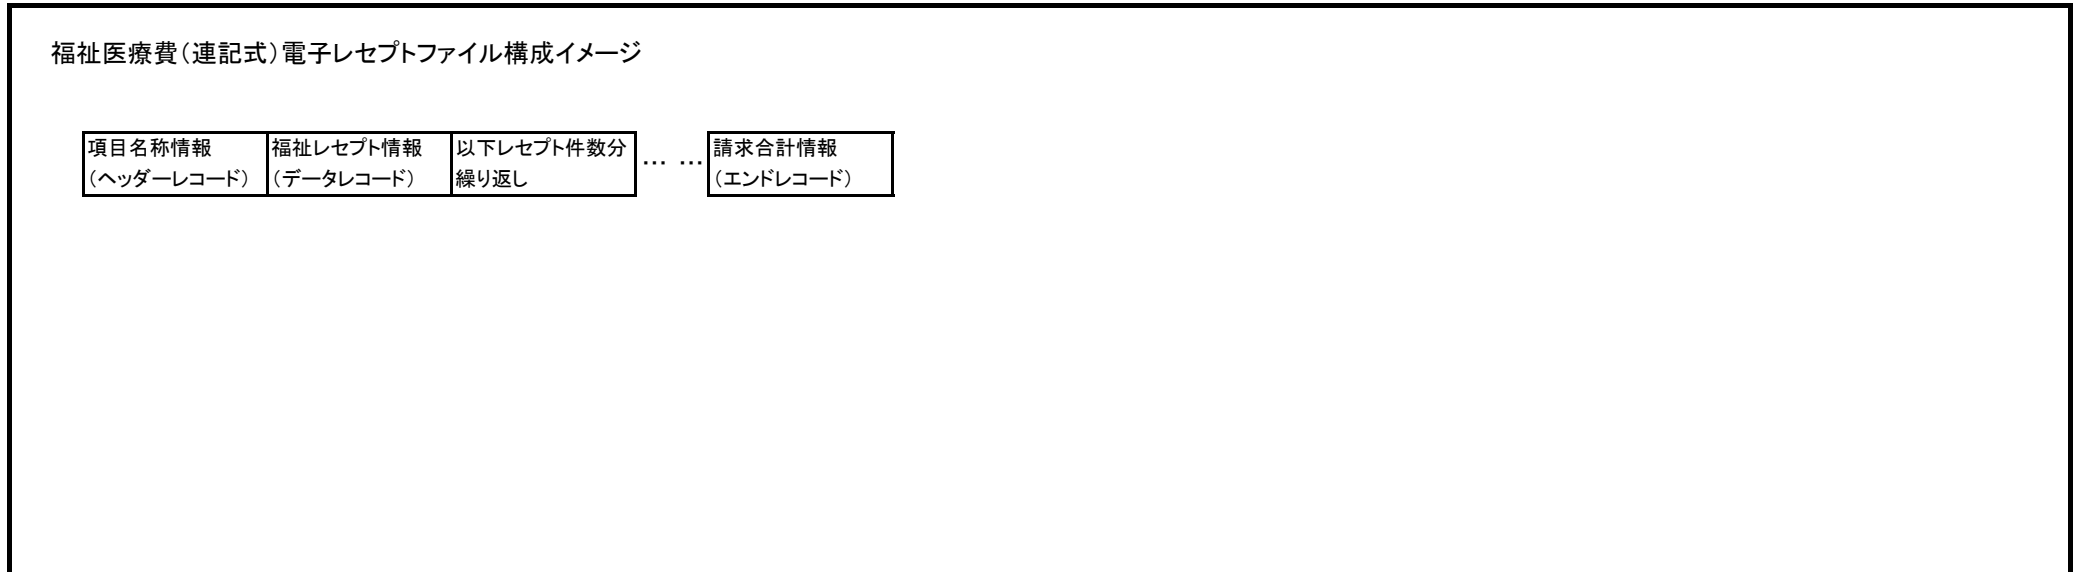 福祉医療費（連記式）電子レセプトファイル構成イメージ
項目名称情報
（ヘッダーレコード）
福祉レセプト情報
（データレコード）
以下レセプト件数分
繰り返し
… …
請求合計情報
（エンドレコード）